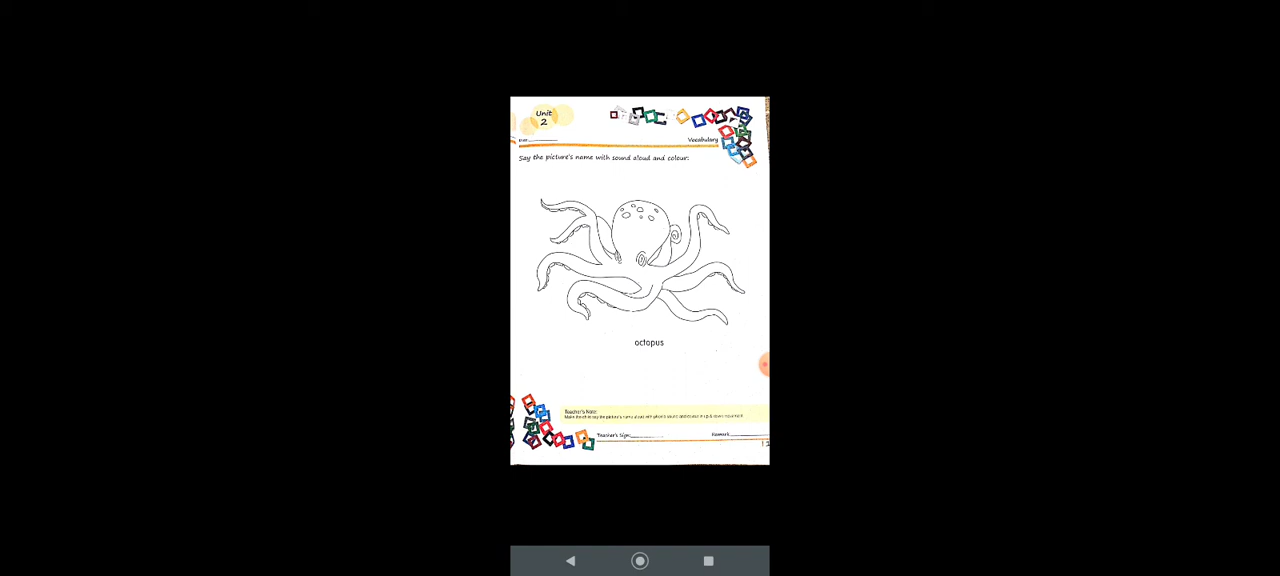 Unit
2
Vocabulary
Say the picture's name with sound aloud and colour:
octopus
Teacher's Note:
Teacher's Sign:
Remark